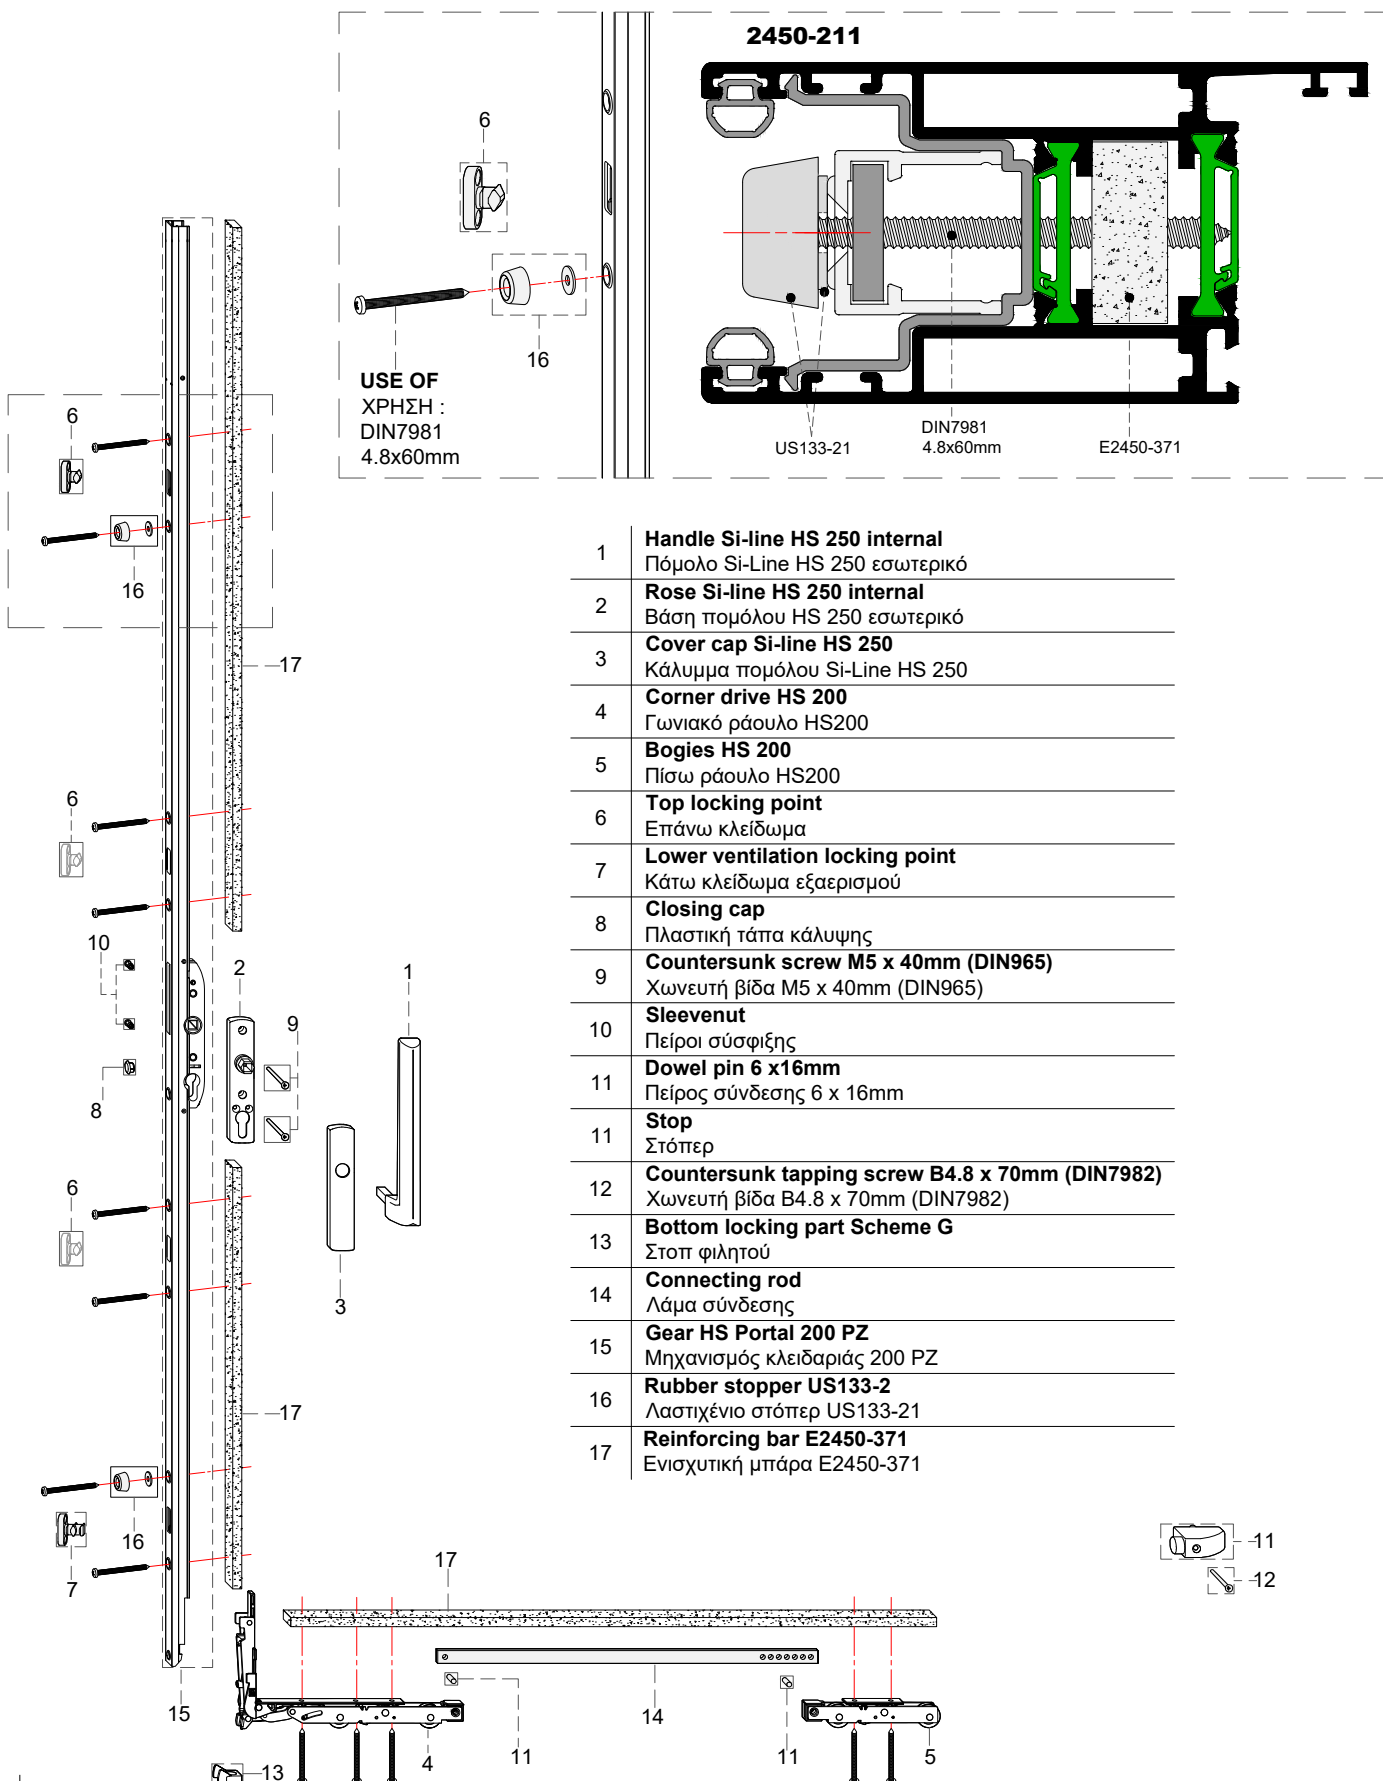 2450-211
6
16
USE OF
ΧΡΗΣΗ :
DIN7981
4.8x60mm
US133-21
DIN7981
4.8x60mm
E2450-371
6
16
17
6
10
8
2
9
1
3
6
17
16
7
15
1
Handle Si-line HS 250 internal
Πόμολο Si-Line HS 250 εσωτερικό
2
Rose Si-line HS 250 internal
Βάση πομόλου HS 250 εσωτερικό
3
Cover cap Si-line HS 250
Κάλυμμα πομόλου Si-Line HS 250
4
Corner drive HS 200
Γωνιακό ράουλο HS200
5
Bogies HS 200
Πίσω ράουλο HS200
6
Top locking point
Επάνω κλείδωμα
7
Lower ventilation locking point
Κάτω κλείδωμα εξαερισμού
8
Closing cap
Πλαστική τάπα κάλυψης
9
Countersunk screw M5 x 40mm (DIN965)
Χωνευτή βίδα M5 x 40mm (DIN965)
10
Sleevenut
Πείροι σύσφιξης
11
Dowel pin 6 x16mm
Πείρος σύνδεσης 6 x 16mm
11
Stop
Στόπερ
12
Countersunk tapping screw B4.8 x 70mm (DIN7982)
Χωνευτή βίδα B4.8 x 70mm (DIN7982)
13
Bottom locking part Scheme G
Στοπ φιλητού
14
Connecting rod
Λάμα σύνδεσης
15
Gear HS Portal 200 PZ
Μηχανισμός κλειδαριάς 200 PZ
16
Rubber stopper US133-2
Λαστιχένιο στόπερ US133-21
17
Reinforcing bar E2450-371
Ενισχυτική μπάρα E2450-371
11
12
17
14
11
11
4
5
13